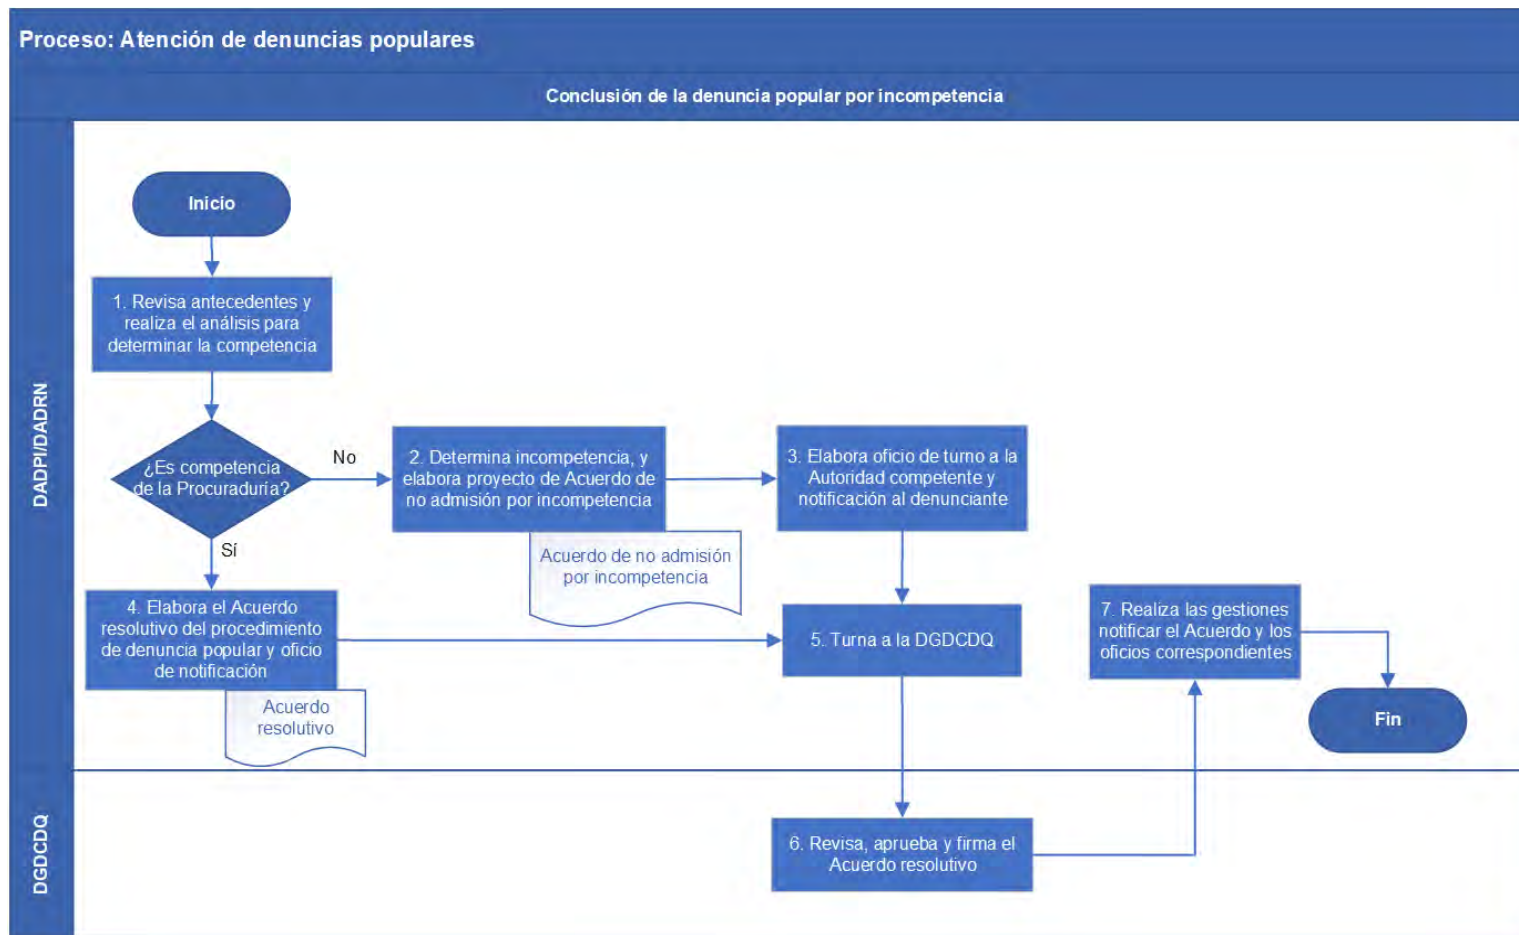 Proceso: Atención de denuncias populares
Conclusión de la denuncia popular por incompetencia
DADPI/DADRN
Inicio
1. Revisa antecedentes y
realiza el análisis para
determinar la competencia
¿Es competencia
de la Procuraduría?
No
2. Determina incompetencia, y
elabora proyecto de Acuerdo de
no admisión por incompetencia
Acuerdo de no admisión
por incompetencia
3. Elabora oficio de turno a la
Autoridad competente y
notificación al denunciante
Sí
4. Elabora el Acuerdo
resolutivo del procedimiento
de denuncia popular y oficio
de notificación
Acuerdo
resolutivo
5. Turna a la DGDCDQ
7. Realiza las gestiones
notificar el Acuerdo y los
oficios correspondientes
Fin
DGDCDQ
6. Revisa, aprueba y firma el
Acuerdo resolutivo